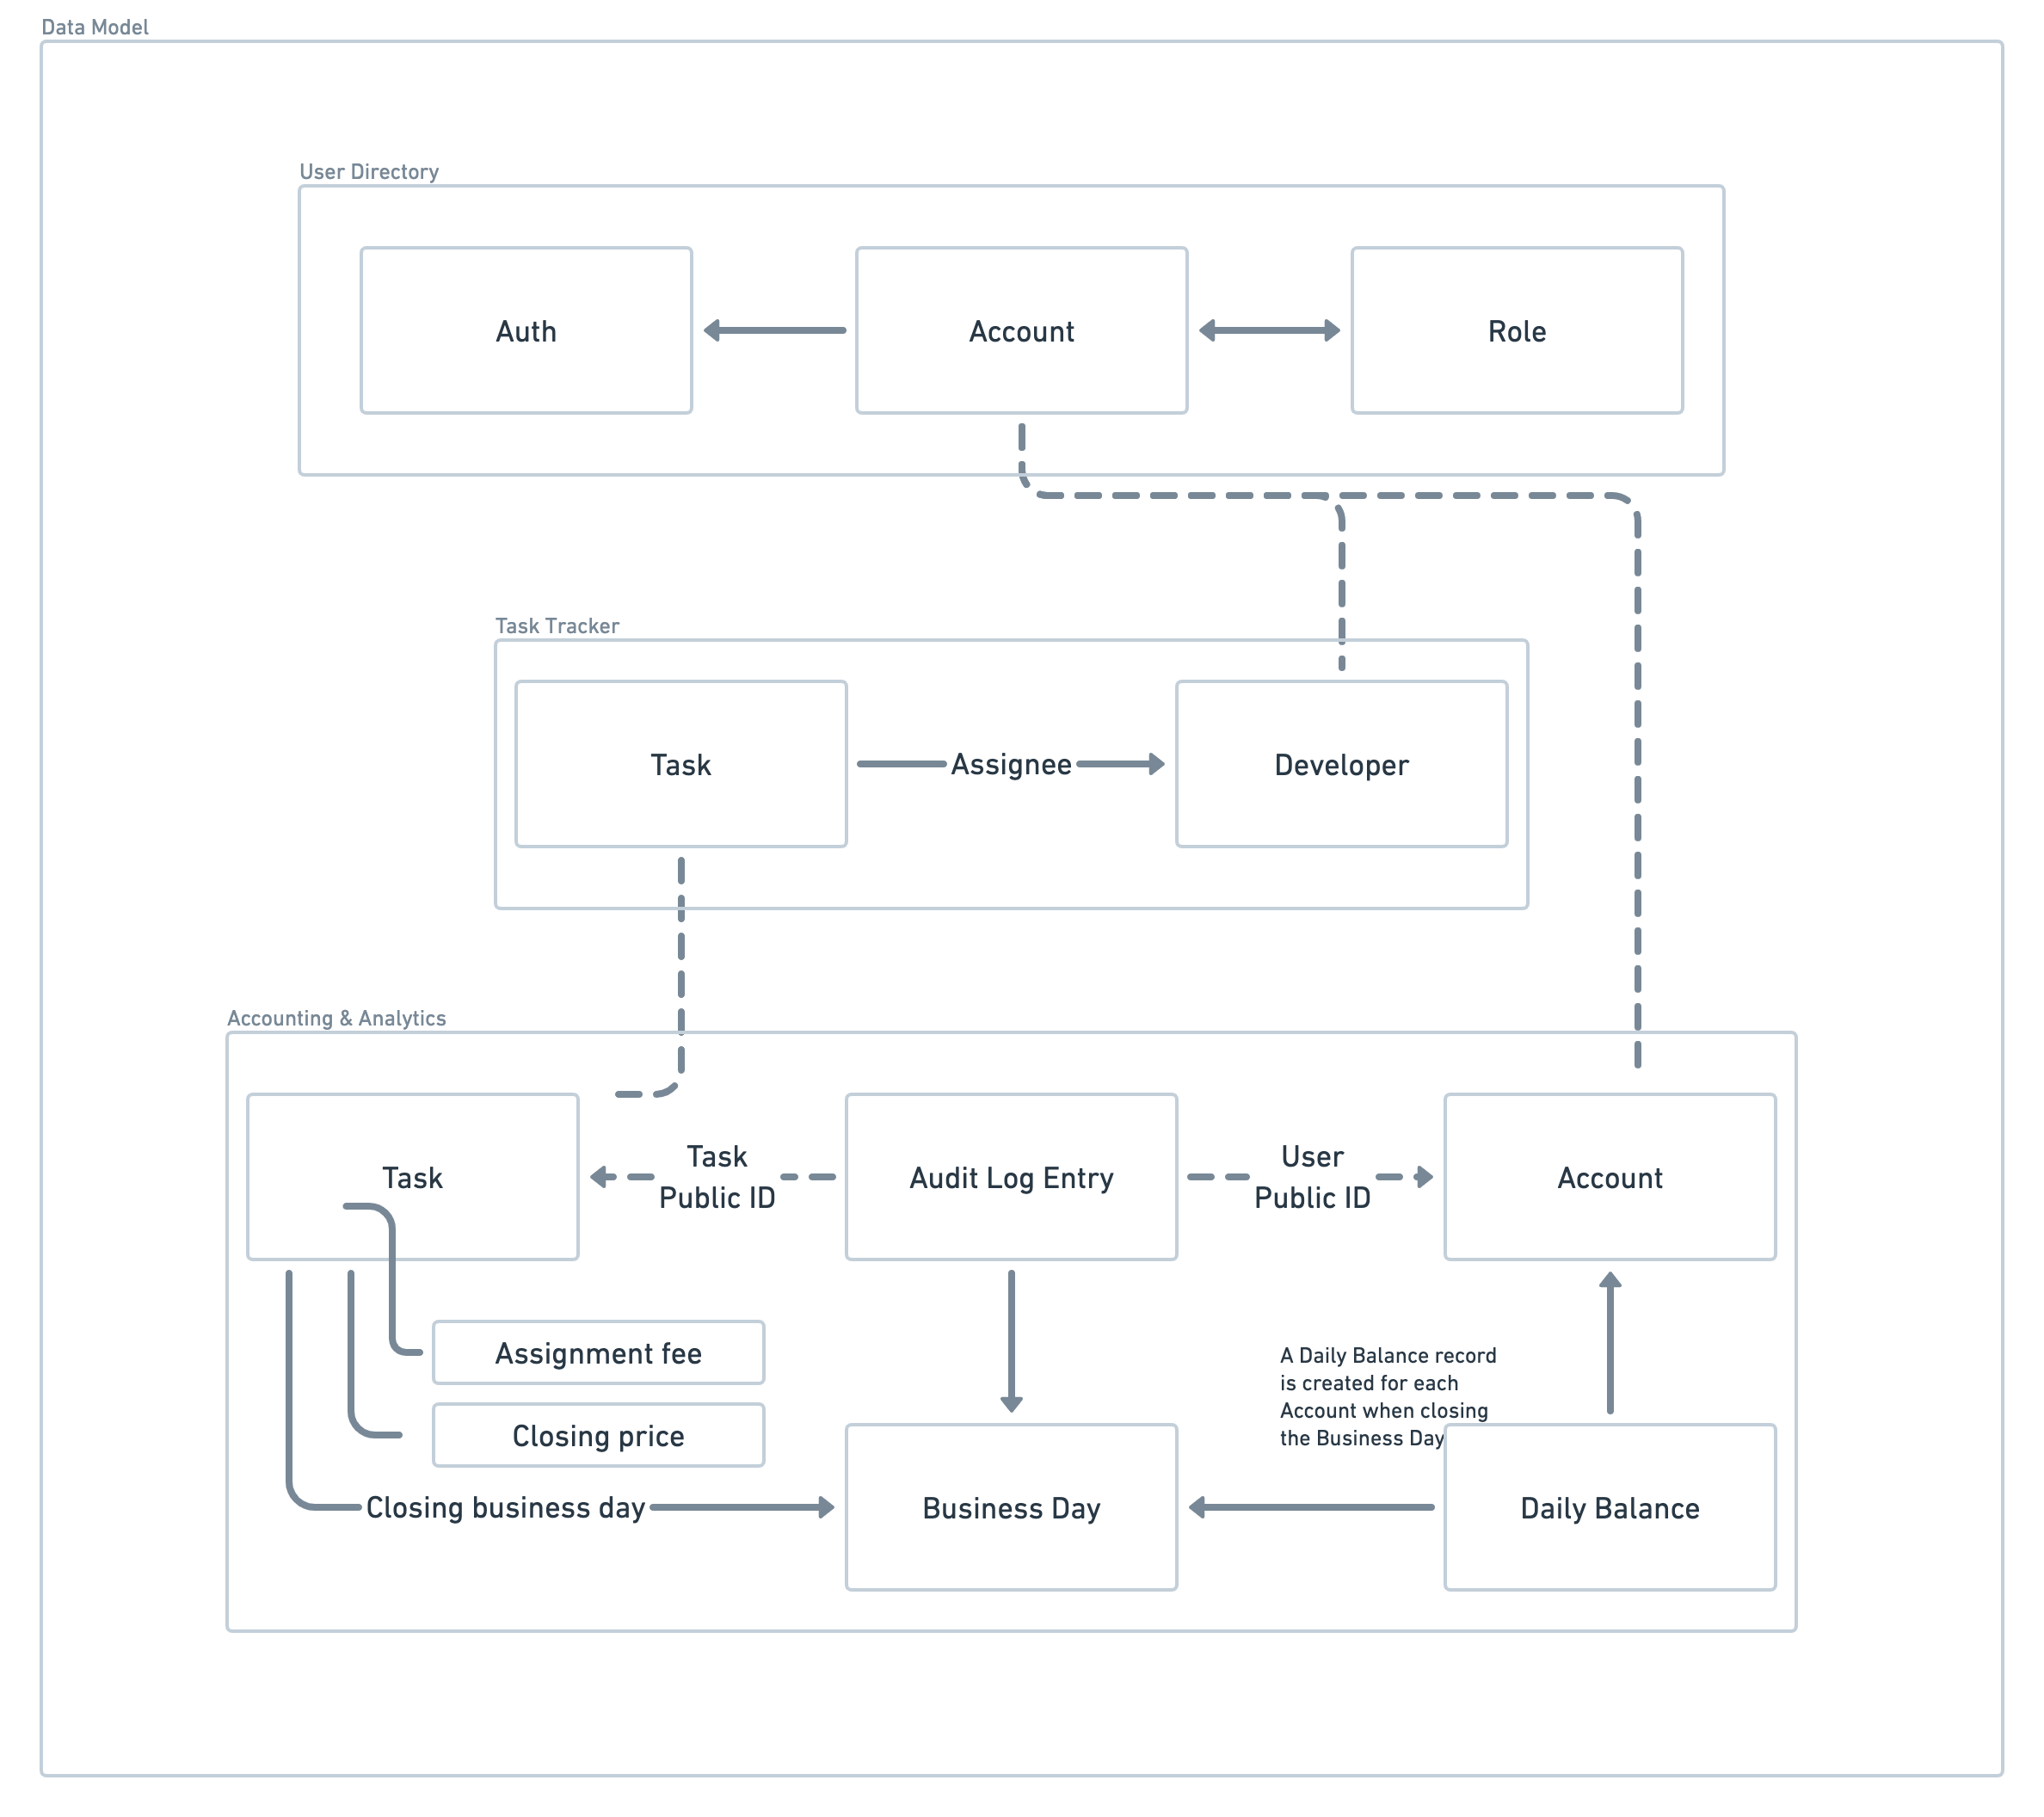 Data Model
User Directory
Auth
Account
Role
Task Tracker
Task
Assignee
Developer
Accounting & Analytics
Task
Task
Public ID
Audit Log Entry
User
Public ID
Account
Assignment fee
Closing price
A Daily Balance record
is created for each
Account when closing
the Business Day
Closing business day
Business Day
Daily Balance